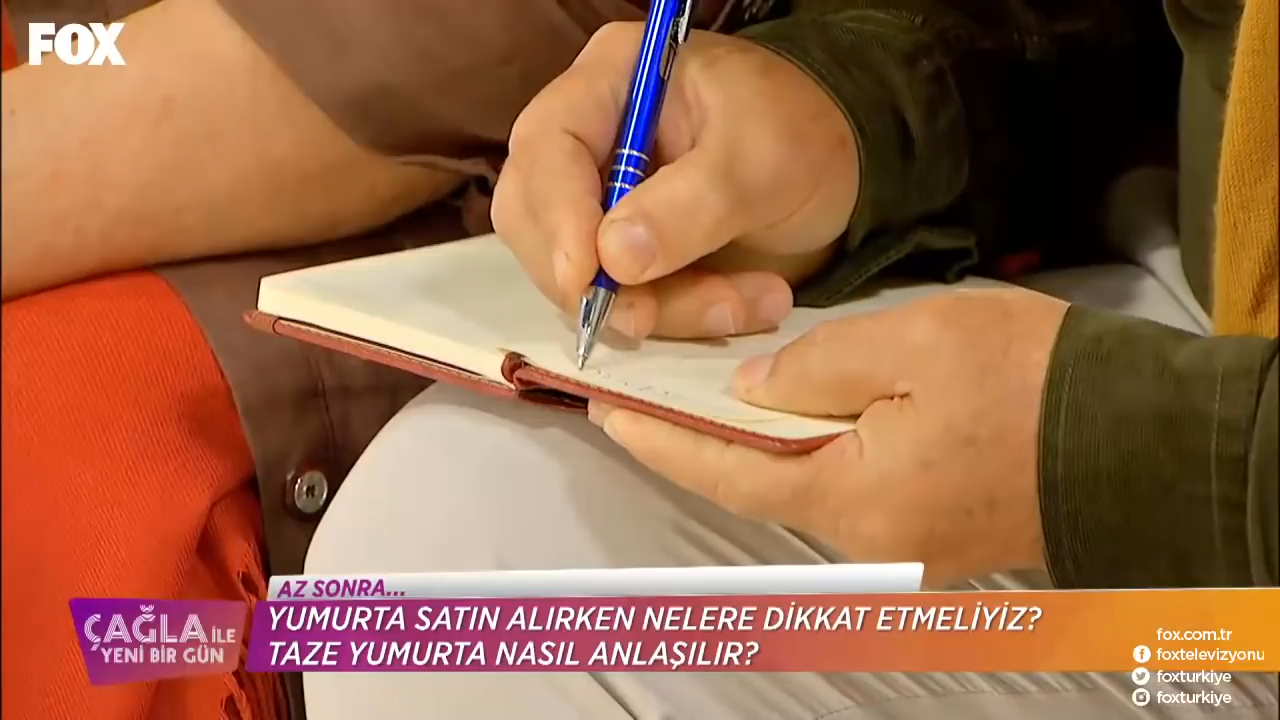 FOX
AZ SONRA...
YUMURTA SATIN ALIRKEN NELERE DİKKAT ETMELİYİZ?
TAZE YUMURTA NASIL ANLAŞILIR?
ÇAĞLA İLE
YENİ BİR GÜN
fox.com.tr
foxtelevizyonu
foxturkiye
foxturkiye